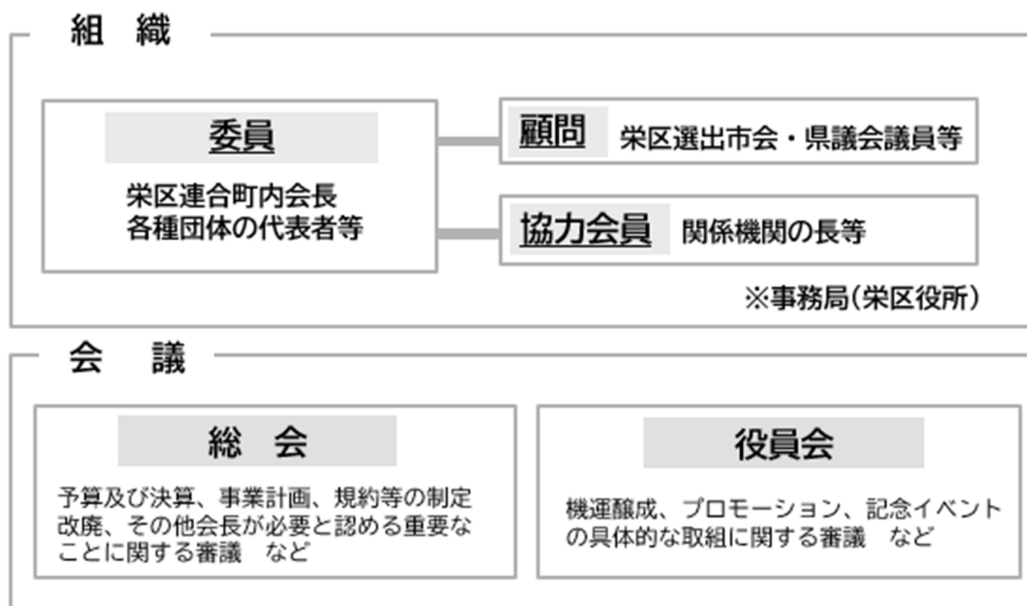 組　織
委員
栄区連合町内会長
各種団体の代表者等
顧問　栄区選出市会・県議会議員等
協力会員　関係機関の長等
※事務局(栄区役所)
会　議
総　会
予算及び決算、事業計画、規約等の制定
改廃、その他会長が必要と認める重要な
ことに関する審議　など
役員会
機運醸成、プロモーション、記念イベント
の具体的な取組に関する審議　など